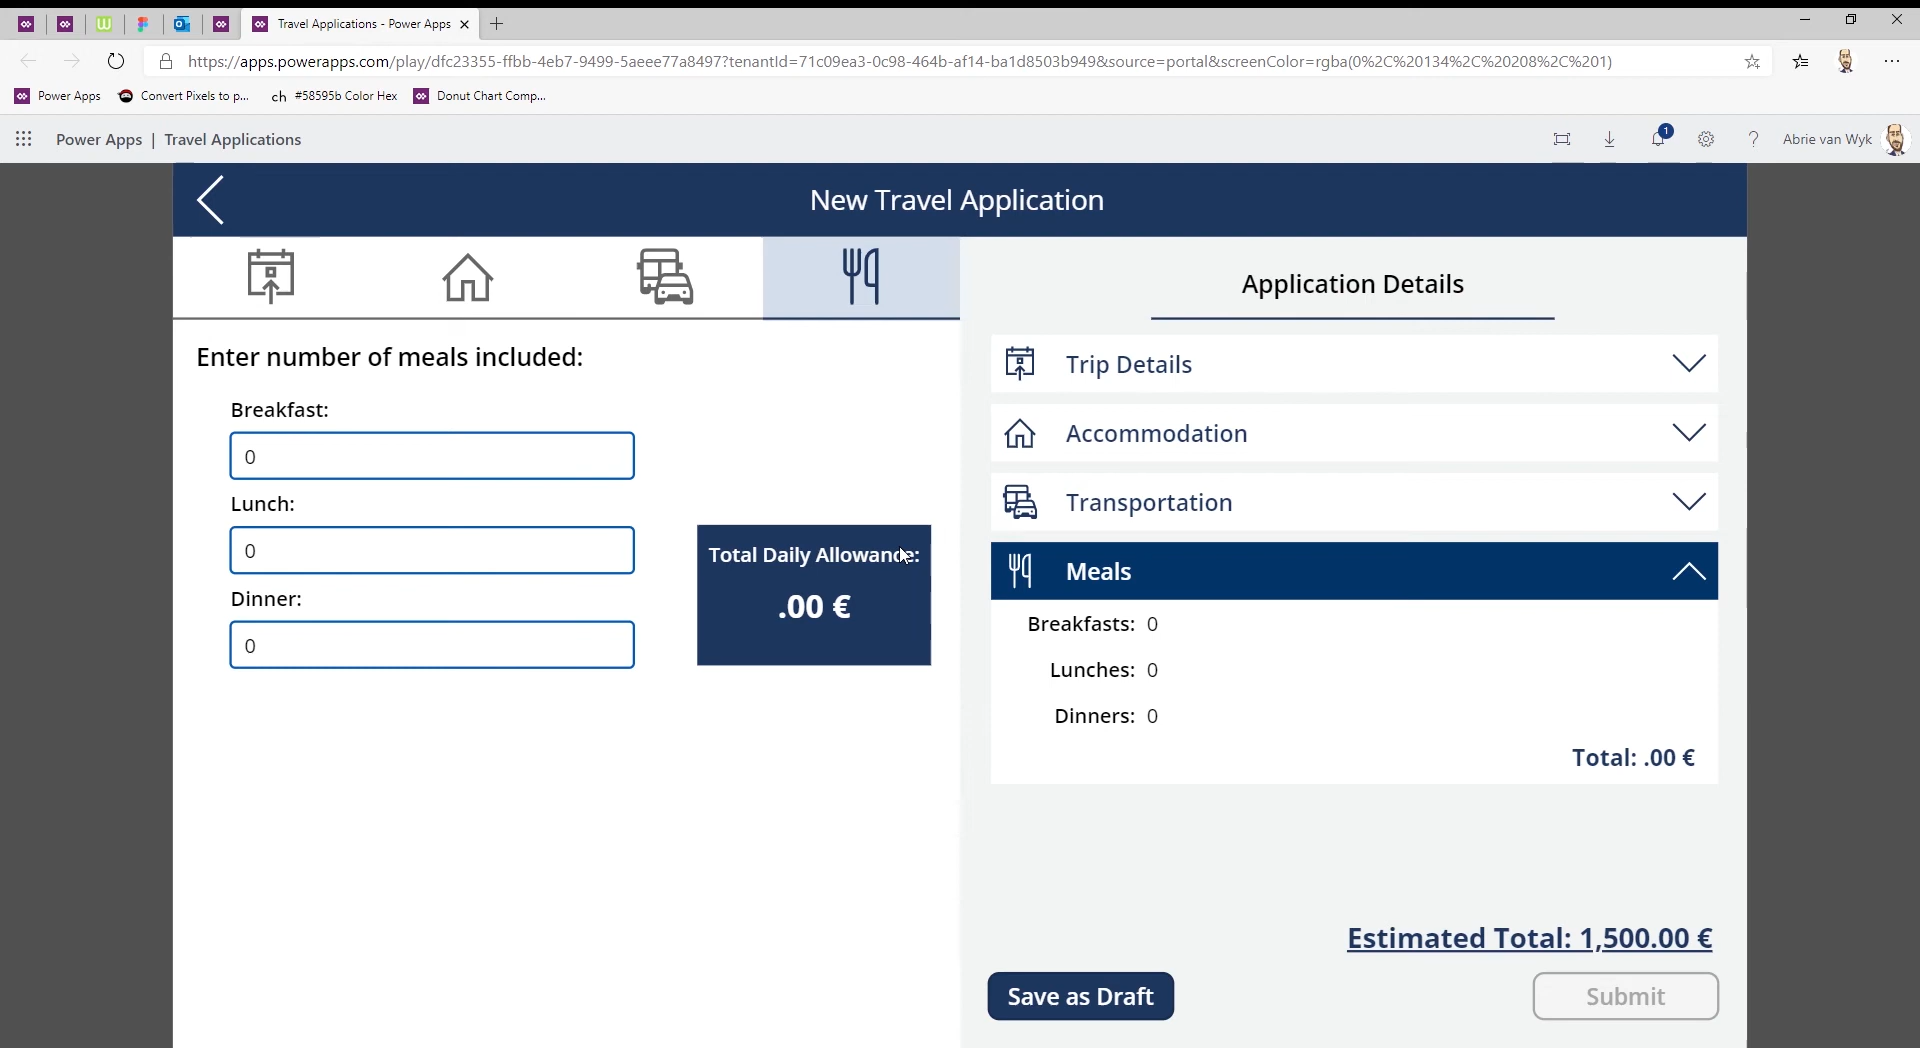 Travel Applications - Power Apps
https://apps.powerapps.com/play/dfc23355-ffbb-4eb7-9499-5aeee77a8497?tenantId=71c09ea3-0c98-464b-af14-ba1d8503b949&source=portal&screenColor=rgba(0%2C%20134%2C%20208%2C%201)
Power Apps
Convert Pixels to p...
ch #58595b Color Hex
Donut Chart Comp...
Power Apps | Travel Applications
1
?
Abrie van Wyk
New Travel Application
Enter number of meals included:
Breakfast:
0
Lunch:
0
Dinner:
0
Total Daily Allowance:
.00 €
Application Details
Trip Details
Accommodation
Transportation
Meals
Breakfasts: 0
Lunches: 0
Dinners: 0
Total: .00 €
Estimated Total: 1,500.00 €
Save as Draft
Submit